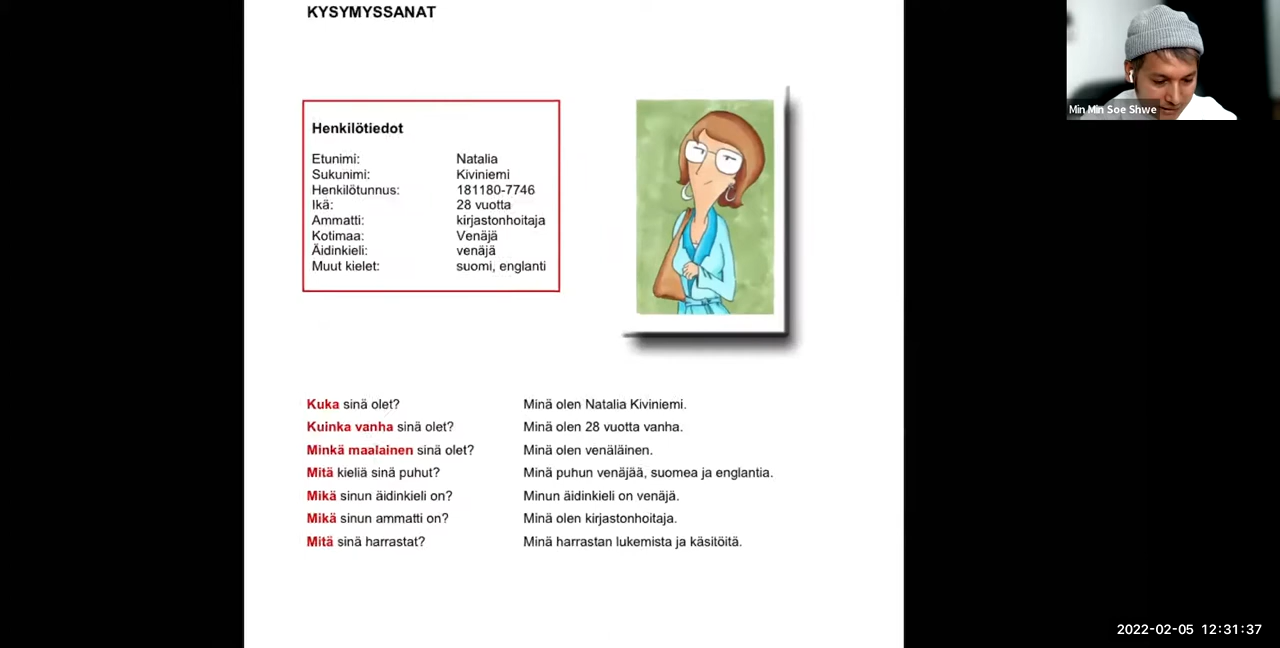 KYSYMYSSANAT
Min Min Soe Shwe
Henkilötiedot
Etunimi: Natalia
Sukunimi: Kiviniemi
Henkilötunnus: 181180-7746
Ikä: 28 vuotta
Ammatti: kirjastonhoitaja
Kotimaa: Venäjä
Äidinkieli: venäjä
Muut kielet: suomi, englanti
Kuka sinä olet? Minä olen Natalia Kiviniemi.
Kuinka vanha sinä olet? Minä olen 28 vuotta vanha.
Minkä maalainen sinä olet? Minä olen venäläinen.
Mitä kieliä sinä puhut? Minä puhun venäjää, suomea ja englantia.
Mikä sinun äidinkieli on? Minun äidinkieli on venäjä.
Mikä sinun ammatti on? Minä olen kirjastonhoitaja.
Mitä sinä harrastat? Minä harrastan lukemista ja käsitöitä.
2022-02-05 12:31:37